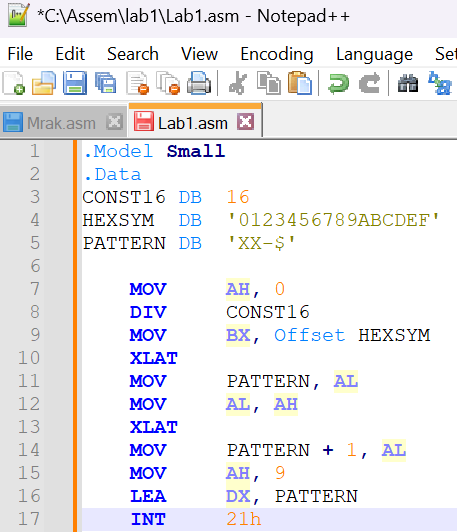 *C:\Assem\lab1\Lab1.asm - Notepad++
File Edit Search View Encoding Language Set
Mrak.asm Lab1.asm
1 .Model Small
2 .Data
3 CONST16 DB 16
4 HEXSYM DB '0123456789ABCDEF'
5 PATTERN DB 'XX-$'
6
7 MOV AH, 0
8 DIV CONST16
9 MOV BX, Offset HEXSYM
10 XLAT
11 MOV PATTERN, AL
12 MOV AL, AH
13 XLAT
14 MOV PATTERN + 1, AL
15 MOV AH, 9
16 LEA DX, PATTERN
17 INT 21h